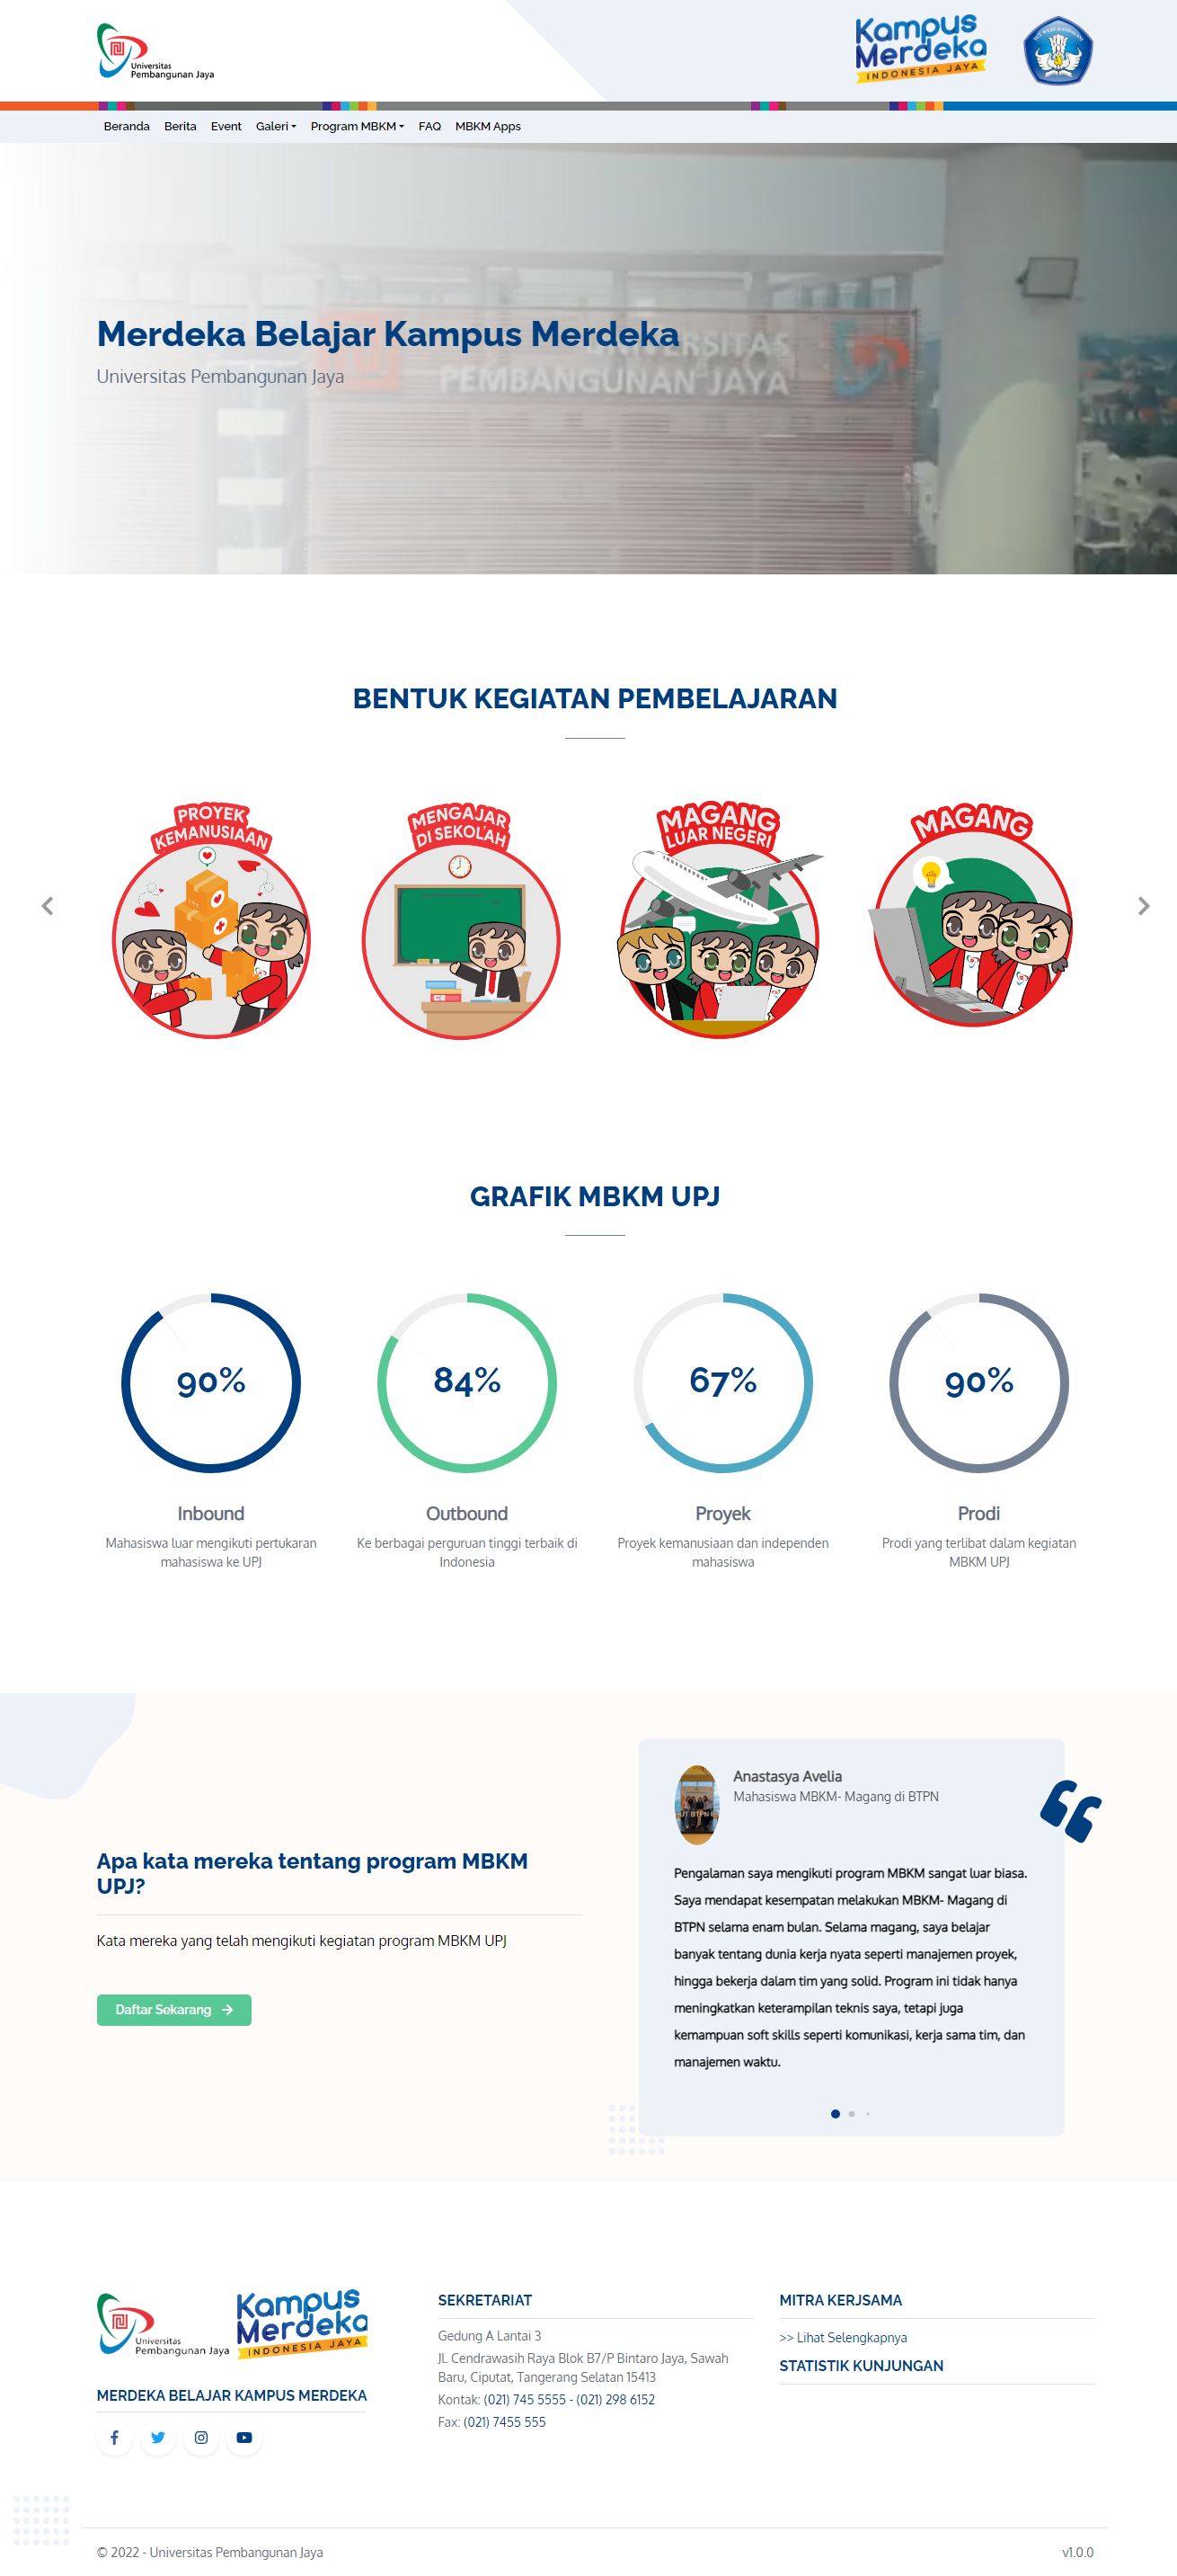 Universitas
Pembangunan Jaya
Kampus
Merdeka
INDONESIA JAYA
TUT WURI HANDAYANI
Beranda Berita Event Galeri Program MBKM FAQ MBKM Apps
UNIVERSITAS
PEMBANGUNAN JAYA
Merdeka Belajar Kampus Merdeka
Universitas Pembangunan Jaya
BENTUK KEGIATAN PEMBELAJARAN
PROYEK
KEMANUSIAAN
MENGAJAR
DI SEKOLAH
MAGANG
LUAR NEGERI
MAGANG
GRAFIK MBKM UPJ
90% 84% 67% 90%
Inbound
Mahasiswa luar mengikuti pertukaran
mahasiswa ke UPJ
Outbound
Ke berbagai perguruan tinggi terbaik di
Indonesia
Proyek
Proyek kemanusiaan dan independen
mahasiswa
Prodi
Prodi yang terlibat dalam kegiatan
MBKM UPJ
Apa kata mereka tentang program MBKM
UPJ?
Kata mereka yang telah mengikuti kegiatan program MBKM UPJ
Daftar Sekarang
Anastasya Avelia
Mahasiswa MBKM- Magang di BTPN
Pengalaman saya mengikuti program MBKM sangat luar biasa.
Saya mendapat kesempatan melakukan MBKM- Magang di
BTPN selama enam bulan. Selama magang, saya belajar
banyak tentang dunia kerja nyata seperti manajemen proyek,
hingga bekerja dalam tim yang solid. Program ini tidak hanya
meningkatkan keterampilan teknis saya, tetapi juga
kemampuan soft skills seperti komunikasi, kerja sama tim, dan
manajemen waktu.
Universitas
Pembangunan Jaya
Kampus
Merdeka
INDONESIA JAYA
MERDEKA BELAJAR KAMPUS MERDEKA
SEKRETARIAT
Gedung A Lantai 3
Jl. Cendrawasih Raya Blok B7/P Bintaro Jaya, Sawah
Baru, Ciputat, Tangerang Selatan 15413
Kontak: (021) 745 5555 - (021) 298 6152
Fax: (021) 7455 555
MITRA KERJSAMA
>> Lihat Selengkapnya
STATISTIK KUNJUNGAN
© 2022 - Universitas Pembangunan Jaya
v1.0.0